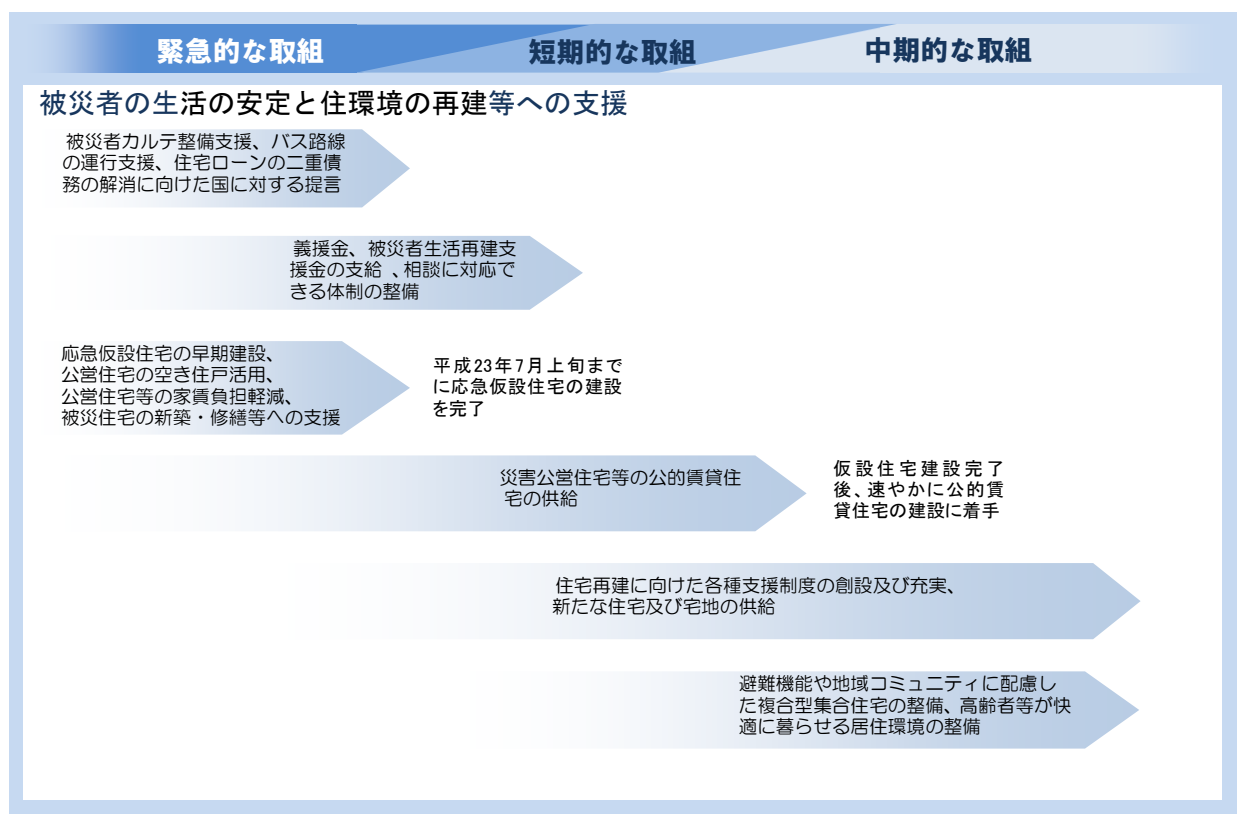 緊急的な取組
短期的な取組
中期的な取組
被災者の生活の安定と住環境の再建等への支援
被災者カルテ整備支援、バス路線
の運行支援、住宅ローンの二重債
務の解消に向けた国に対する提言
義援金、被災者生活再建支
援金の支給 、相談に対応で
きる体制の整備
応急仮設住宅の早期建設、
公営住宅の空き住戸活用、
公営住宅等の家賃負担軽減、
被災住宅の新築・修繕等への支援
平成23年7月上旬まで
に応急仮設住宅の建設
を完了
災害公営住宅等の公的賃貸住
宅の供給
仮設住宅建設完了
後、速やかに公的賃
貸住宅の建設に着手
住宅再建に向けた各種支援制度の創設及び充実、
新たな住宅及び宅地の供給
避難機能や地域コミュニティに配慮し
た複合型集合住宅の整備、高齢者等が快
適に暮らせる居住環境の整備